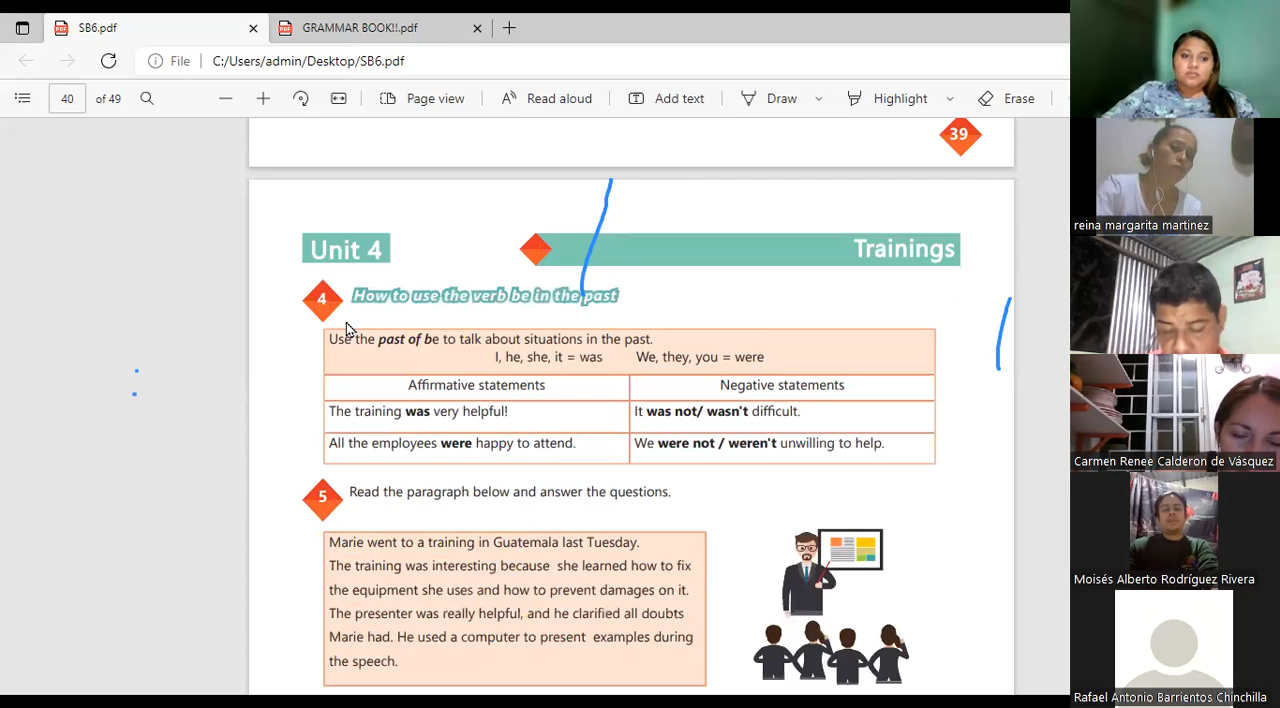 SB6.pdf
GRAMMAR BOOK!!.pdf
File
C:/Users/admin/Desktop/SB6.pdf
40 of 49
Page view
Read aloud
Add text
Draw
Highlight
Erase
39
Unit 4
Trainings
4 How to use the verb be in the past
Use the past of be to talk about situations in the past.
I, he, she, it = was We, they, you = were
Affirmative statements Negative statements
The training was very helpful! It was not/ wasn't difficult.
All the employees were happy to attend. We were not / weren't unwilling to help.
5 Read the paragraph below and answer the questions.
Marie went to a training in Guatemala last Tuesday.
The training was interesting because she learned how to fix
the equipment she uses and how to prevent damages on it.
The presenter was really helpful, and he clarified all doubts
Marie had. He used a computer to present examples during
the speech.
reina margarita martinez
Carmen Renee Calderon de Vásquez
Moisés Alberto Rodríguez Rivera
Rafael Antonio Barrientos Chinchilla